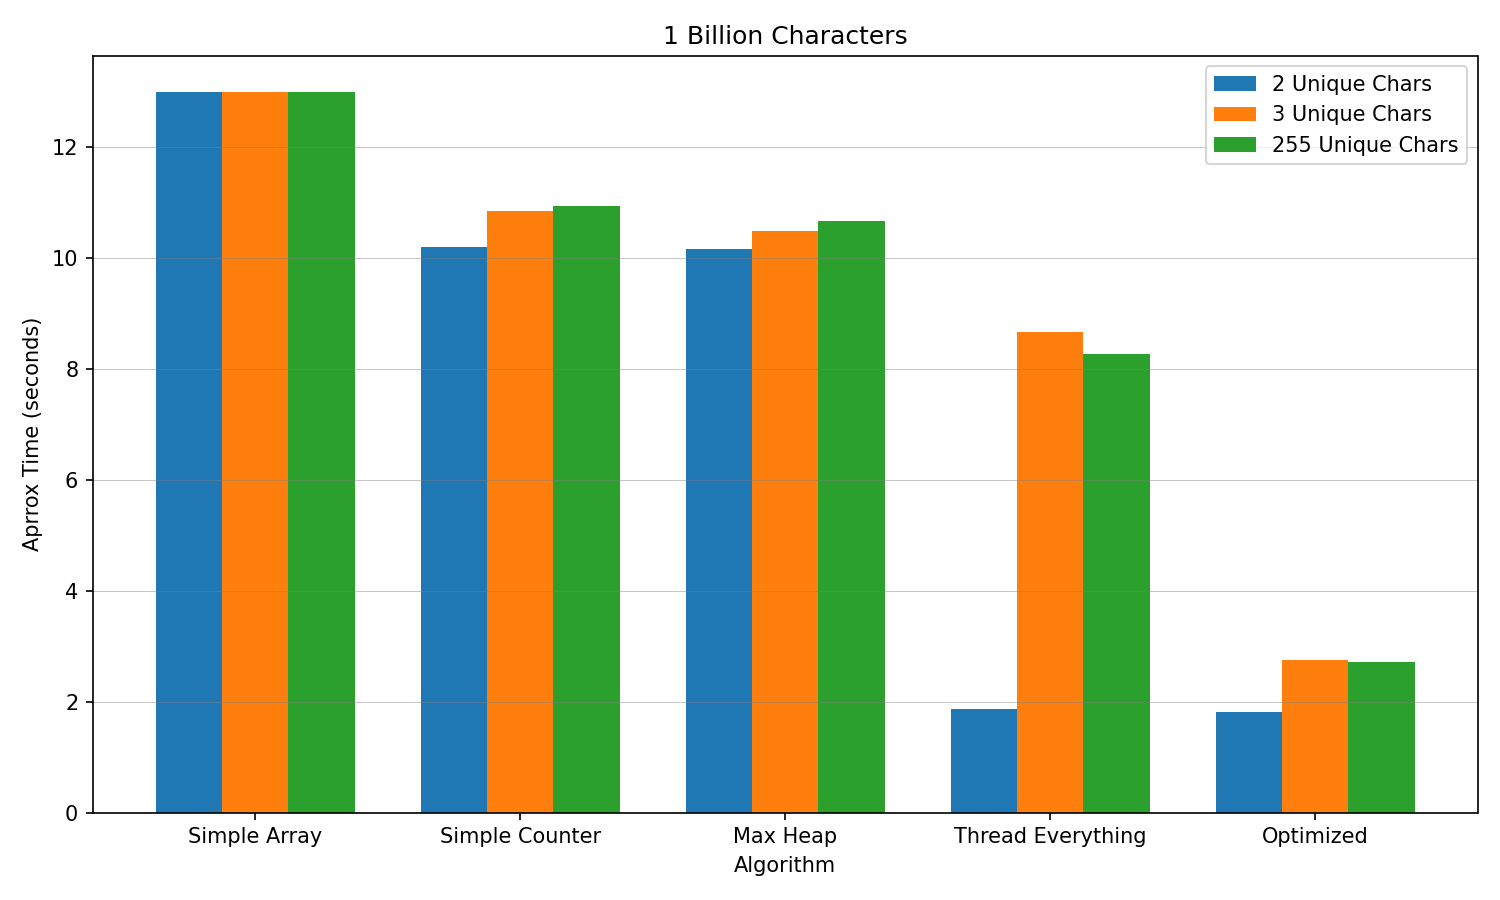 1 Billion Characters
2 Unique Chars
3 Unique Chars
255 Unique Chars
12
10
8
6
4
2
0
Aprrox Time (seconds)
Simple Array
Simple Counter
Max Heap
Thread Everything
Optimized
Algorithm